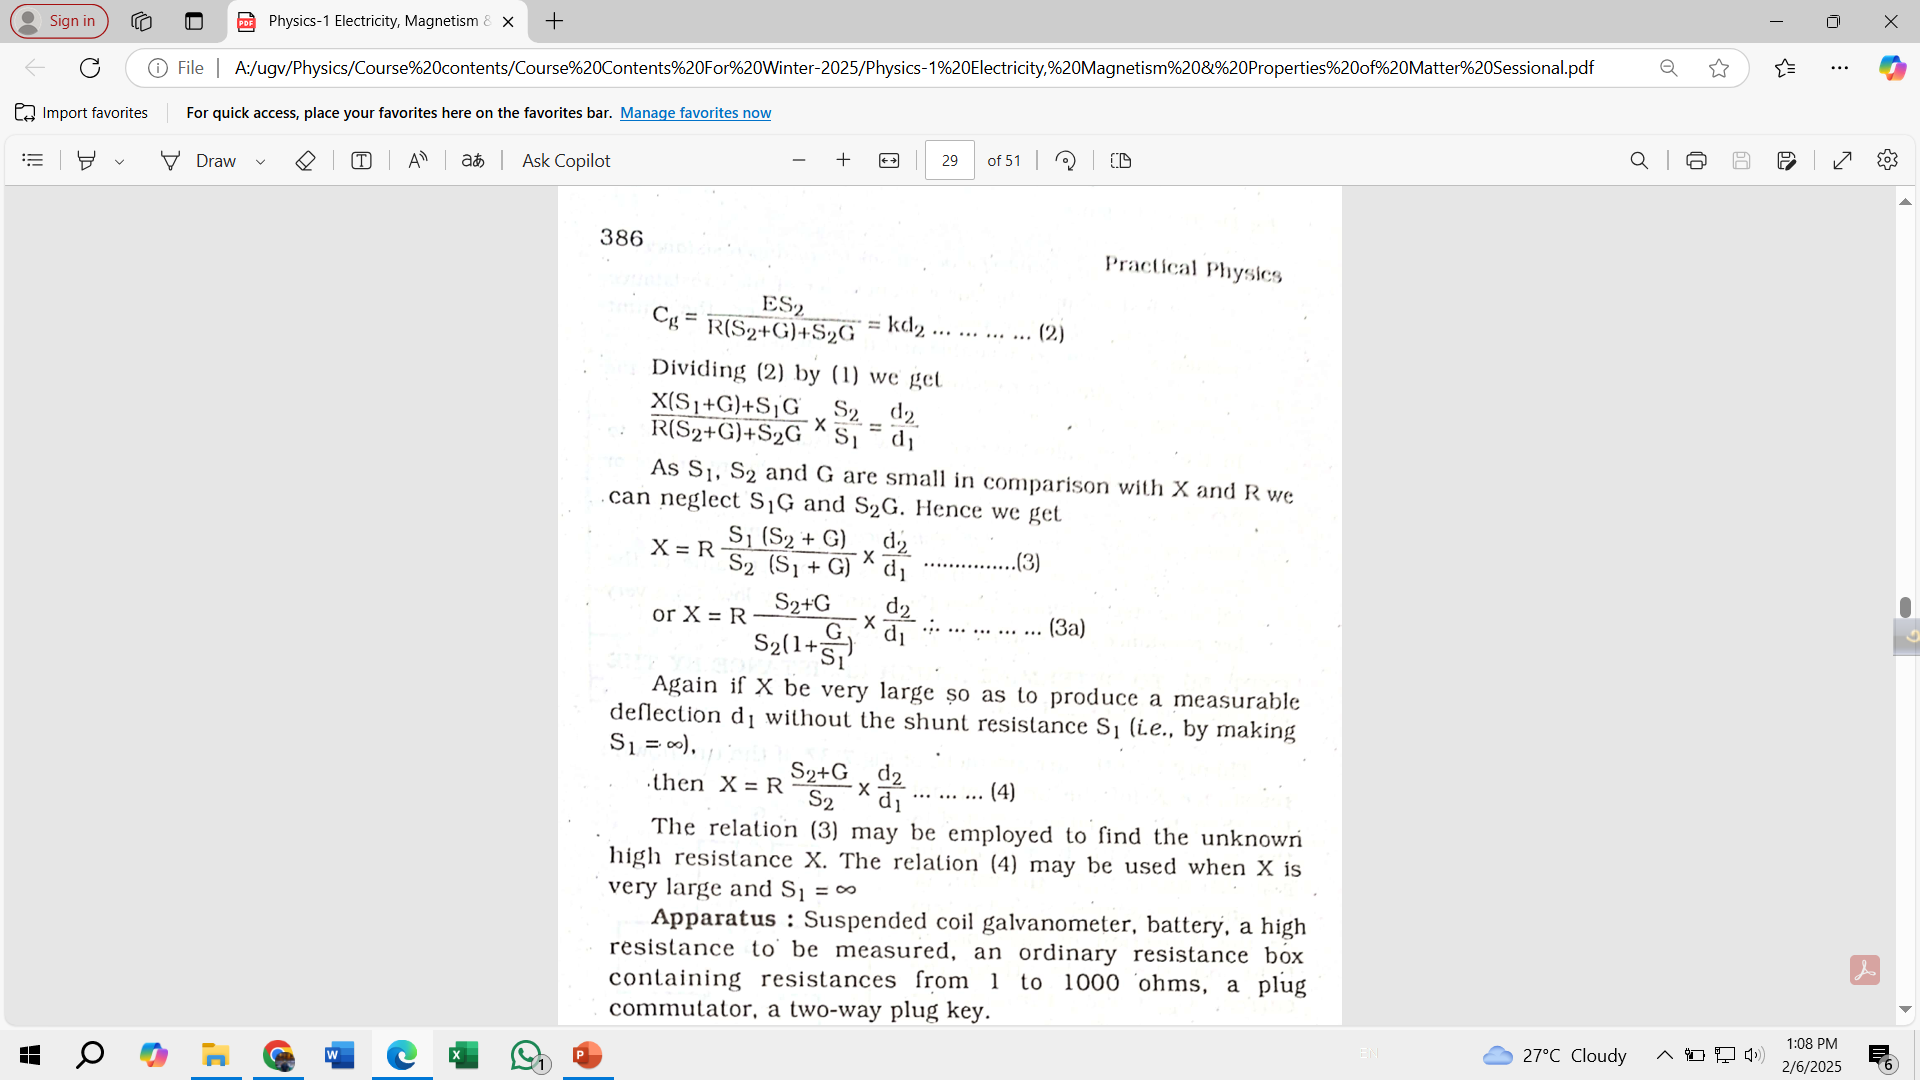 Sign in
Physics-1 Electricity, Magnetism &
File
A:/ugv/Physics/Course%20contents/Course%20Contents%20For%20Winter-2025/Physics-1%20Electricity,%20Magnetism%20&%20Properties%20of%20Matter%20Sessional.pdf
Import favorites
For quick access, place your favorites here on the favorites bar. Manage favorites now
Draw
Ask Copilot
29 of 51
386
Practical Physics
C_g = ES₂ / R(S₂+G)+S₂G = kd₂ ... ... ... ... (2)
Dividing (2) by (1) we get
X(S₁+G)+S₁G / R(S₂+G)+S₂G x S₂ / S₁ = d₂ / d₁
As S₁, S₂ and G are small in comparison with X and R we
can neglect S₁G and S₂G. Hence we get
X = R S₁ (S₂ + G) / S₂ (S₁ + G) x d₂ / d₁ ...............(3)
or X = R S₂+G / S₂(1+G/S₁) x d₂ / d₁ ... ... ... ... ... (3a)
Again if X be very large so as to produce a measurable
deflection d₁ without the shunt resistance S₁ (i.e., by making
S₁ = ∞),
then X = R S₂+G / S₂ x d₂ / d₁ ... ... ... (4)
The relation (3) may be employed to find the unknown
high resistance X. The relation (4) may be used when X is
very large and S₁ = ∞
Apparatus : Suspended coil galvanometer, battery, a high
resistance to be measured, an ordinary resistance box
containing resistances from 1 to 1000 ohms, a plug
commutator, a two-way plug key.
1
27°C Cloudy
1:08 PM
2/6/2025
6